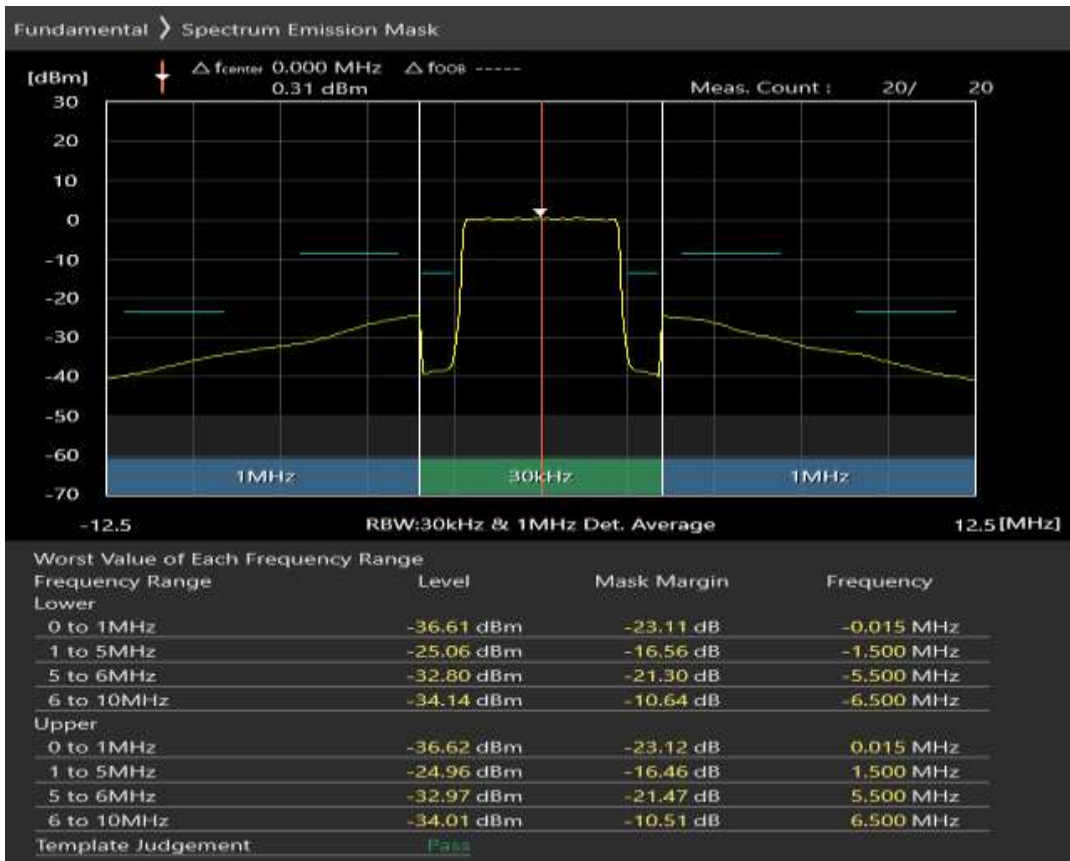 Fundamental 〉 Spectrum Emission Mask
[dBm] △ fcenter 0.000 MHz △ fOOB -----
0.31 dBm Meas. Count : 20/ 20
30
20
10
0
-10
-20
-30
-40
-50
-60
-70
1MHz 30kHz 1MHz
-12.5 RBW:30kHz & 1MHz Det. Average 12.5 [MHz]
Worst Value of Each Frequency Range
Frequency Range Level Mask Margin Frequency
Lower
0 to 1MHz -36.61 dBm -23.11 dB -0.015 MHz
1 to 5MHz -25.06 dBm -16.56 dB -1.500 MHz
5 to 6MHz -32.80 dBm -21.30 dB -5.500 MHz
6 to 10MHz -34.14 dBm -10.64 dB -6.500 MHz
Upper
0 to 1MHz -36.62 dBm -23.12 dB 0.015 MHz
1 to 5MHz -24.96 dBm -16.46 dB 1.500 MHz
5 to 6MHz -32.97 dBm -21.47 dB 5.500 MHz
6 to 10MHz -34.01 dBm -10.51 dB 6.500 MHz
Template Judgement Pass